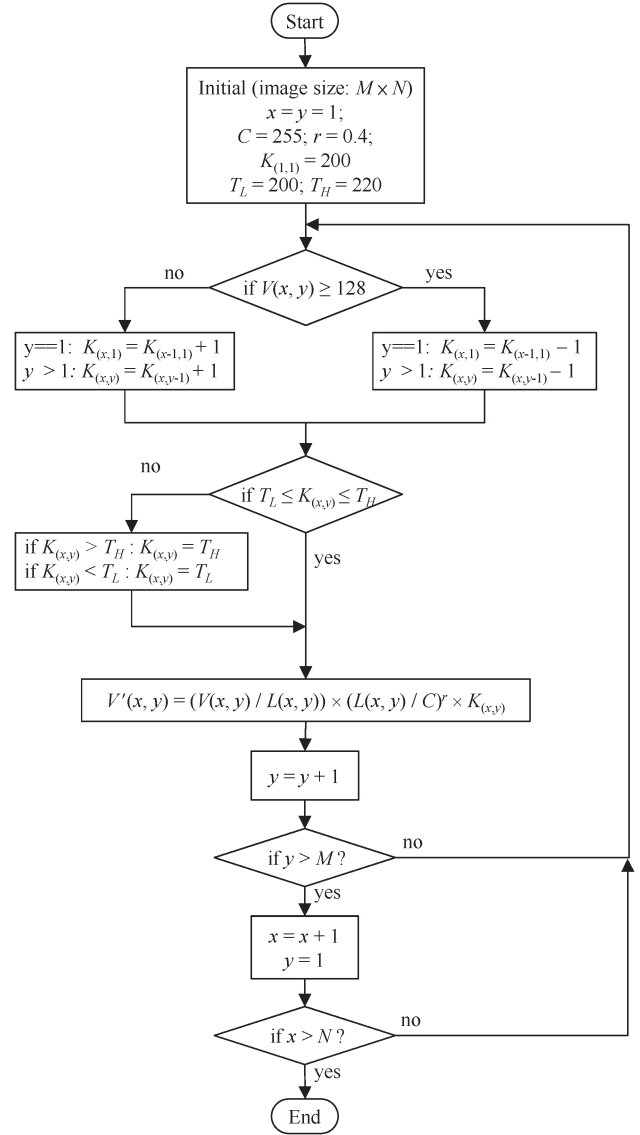 Start
Initial (image size: M × N)
x = y = 1;
C = 255; r = 0.4;
K(1,1) = 200
TL = 200; TH = 220
if V(x, y) ≥ 128
no
yes
y==1: K(x,1) = K(x-1,1) + 1
y >1: K(x,y) = K(x,y-1) + 1
y==1: K(x,1) = K(x-1,1) – 1
y >1: K(x,y) = K(x,y-1) – 1
if TL ≤ K(x,y) ≤ TH
no
yes
if K(x,y) > TH : K(x,y) = TH
if K(x,y) < TL : K(x,y) = TL
V'(x, y) = (V(x, y) / L(x, y)) × (L(x, y) / C)r × K(x,y)
y = y + 1
if y > M ?
no
yes
x = x + 1
y = 1
if x > N ?
no
yes
End